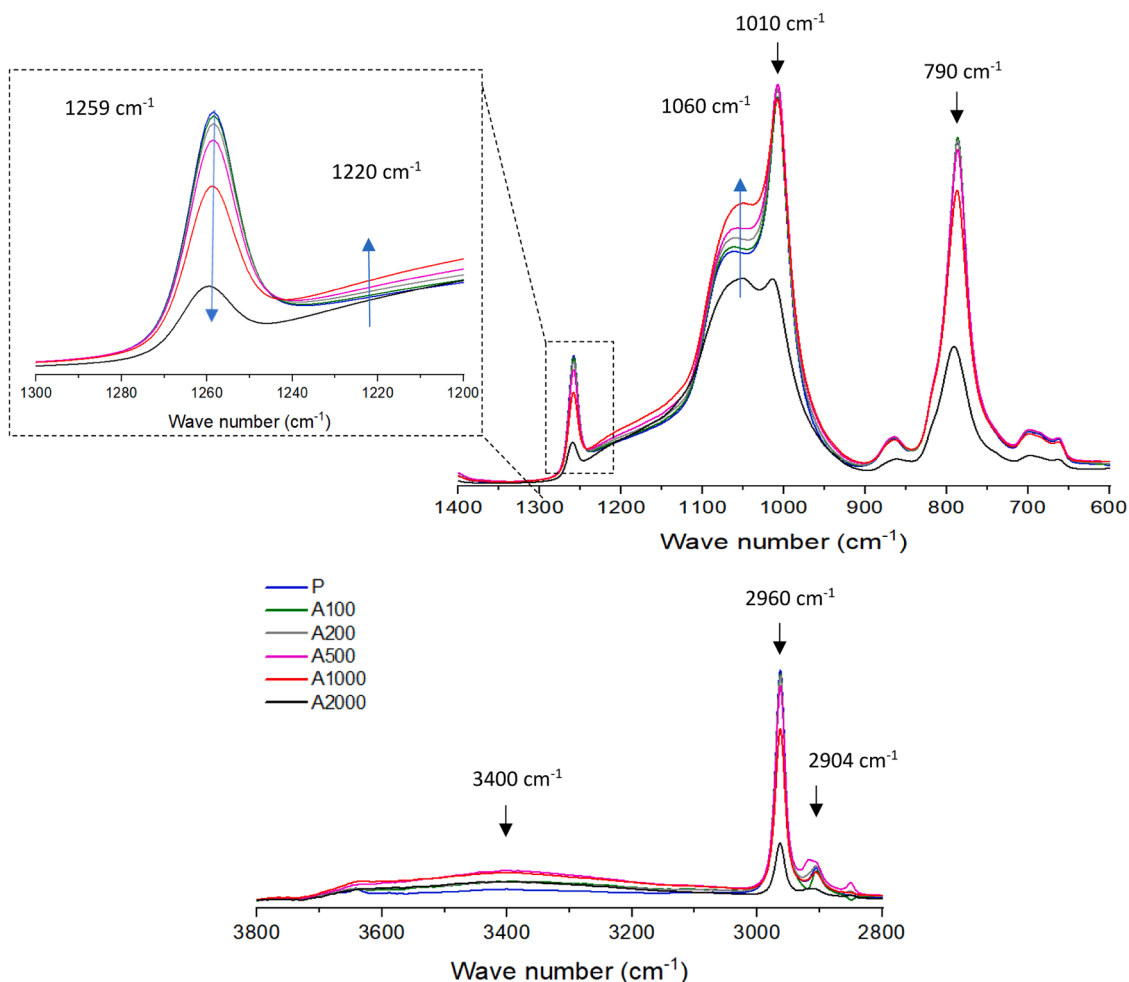 1010 cm-1
790 cm-1
1060 cm-1
1259 cm-1
1220 cm-1
1300 1280 1260 1240 1220 1200
Wave number (cm-1)
1400 1300 1200 1100 1000 900 800 700 600
Wave number (cm-1)
P
A100
A200
A500
A1000
A2000
2960 cm-1
2904 cm-1
3400 cm-1
3800 3600 3400 3200 3000 2800
Wave number (cm-1)